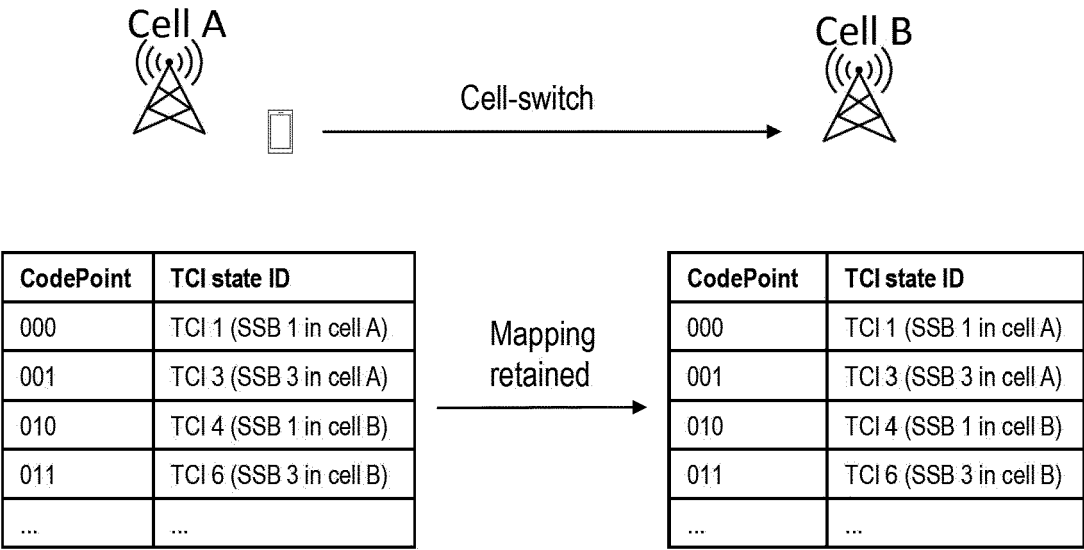 Cell A
Cell B
Cell-switch
CodePoint TCI state ID
000 TCI 1 (SSB 1 in cell A)
001 TCI 3 (SSB 3 in cell A)
010 TCI 4 (SSB 1 in cell B)
011 TCI 6 (SSB 3 in cell B)
... ...
Mapping
retained
CodePoint TCI state ID
000 TCI 1 (SSB 1 in cell A)
001 TCI 3 (SSB 3 in cell A)
010 TCI 4 (SSB 1 in cell B)
011 TCI 6 (SSB 3 in cell B)
... ...